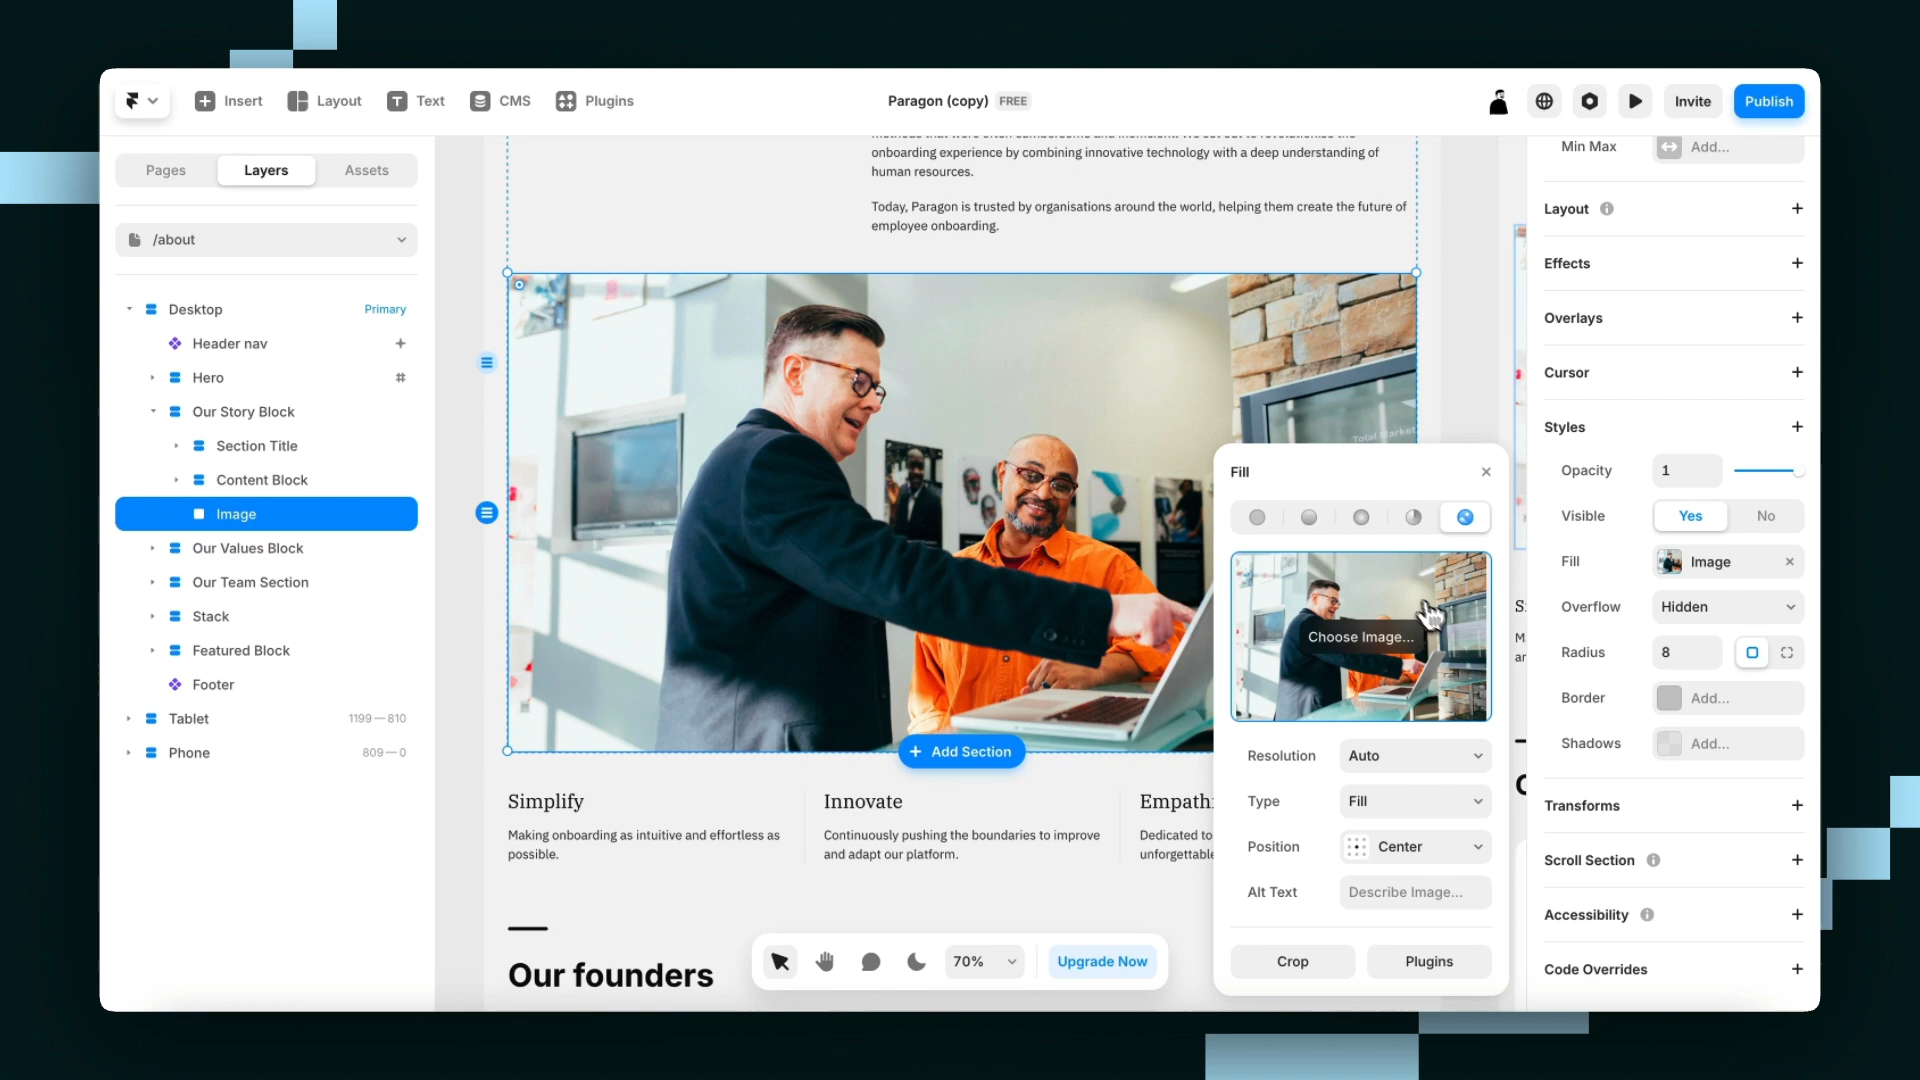 Insert
Layout
Text
CMS
Plugins
Paragon (copy) FREE
Invite
Publish
Pages
Layers
Assets
/about
Desktop
Primary
Header nav
Hero
Our Story Block
Section Title
Content Block
Image
Our Values Block
Our Team Section
Stack
Featured Block
Footer
Tablet
1199 — 810
Phone
809 — 0
onboarding experience by combining innovative technology with a deep understanding of
human resources.
Today, Paragon is trusted by organisations around the world, helping them create the future of
employee onboarding.
Total Market
Add Section
Simplify
Making onboarding as intuitive and effortless as
possible.
Innovate
Continuously pushing the boundaries to improve
and adapt our platform.
Empath
Dedicated to
unforgettable
Our founders
70%
Upgrade Now
Fill
Choose Image...
Resolution
Auto
Type
Fill
Position
Center
Alt Text
Describe Image...
Crop
Plugins
Min Max
Add...
Layout
Effects
Overlays
Cursor
Styles
Opacity
1
Visible
Yes
No
Fill
Image
Overflow
Hidden
Radius
8
Border
Add...
Shadows
Add...
Transforms
Scroll Section
Accessibility
Code Overrides